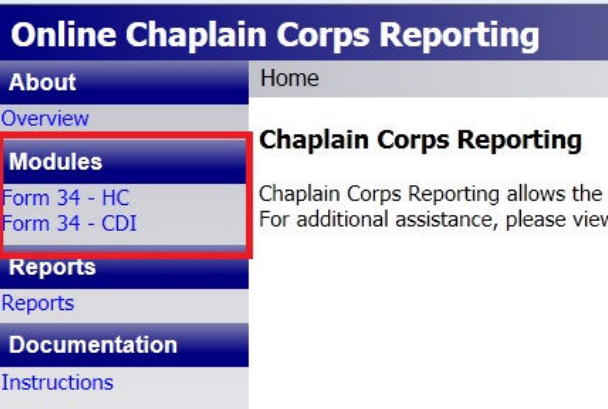 Online Chaplain Corps Reporting
About
Overview
Modules
Form 34 - HC
Form 34 - CDI
Reports
Reports
Documentation
Instructions
Home
Chaplain Corps Reporting
Chaplain Corps Reporting allows the
For additional assistance, please view